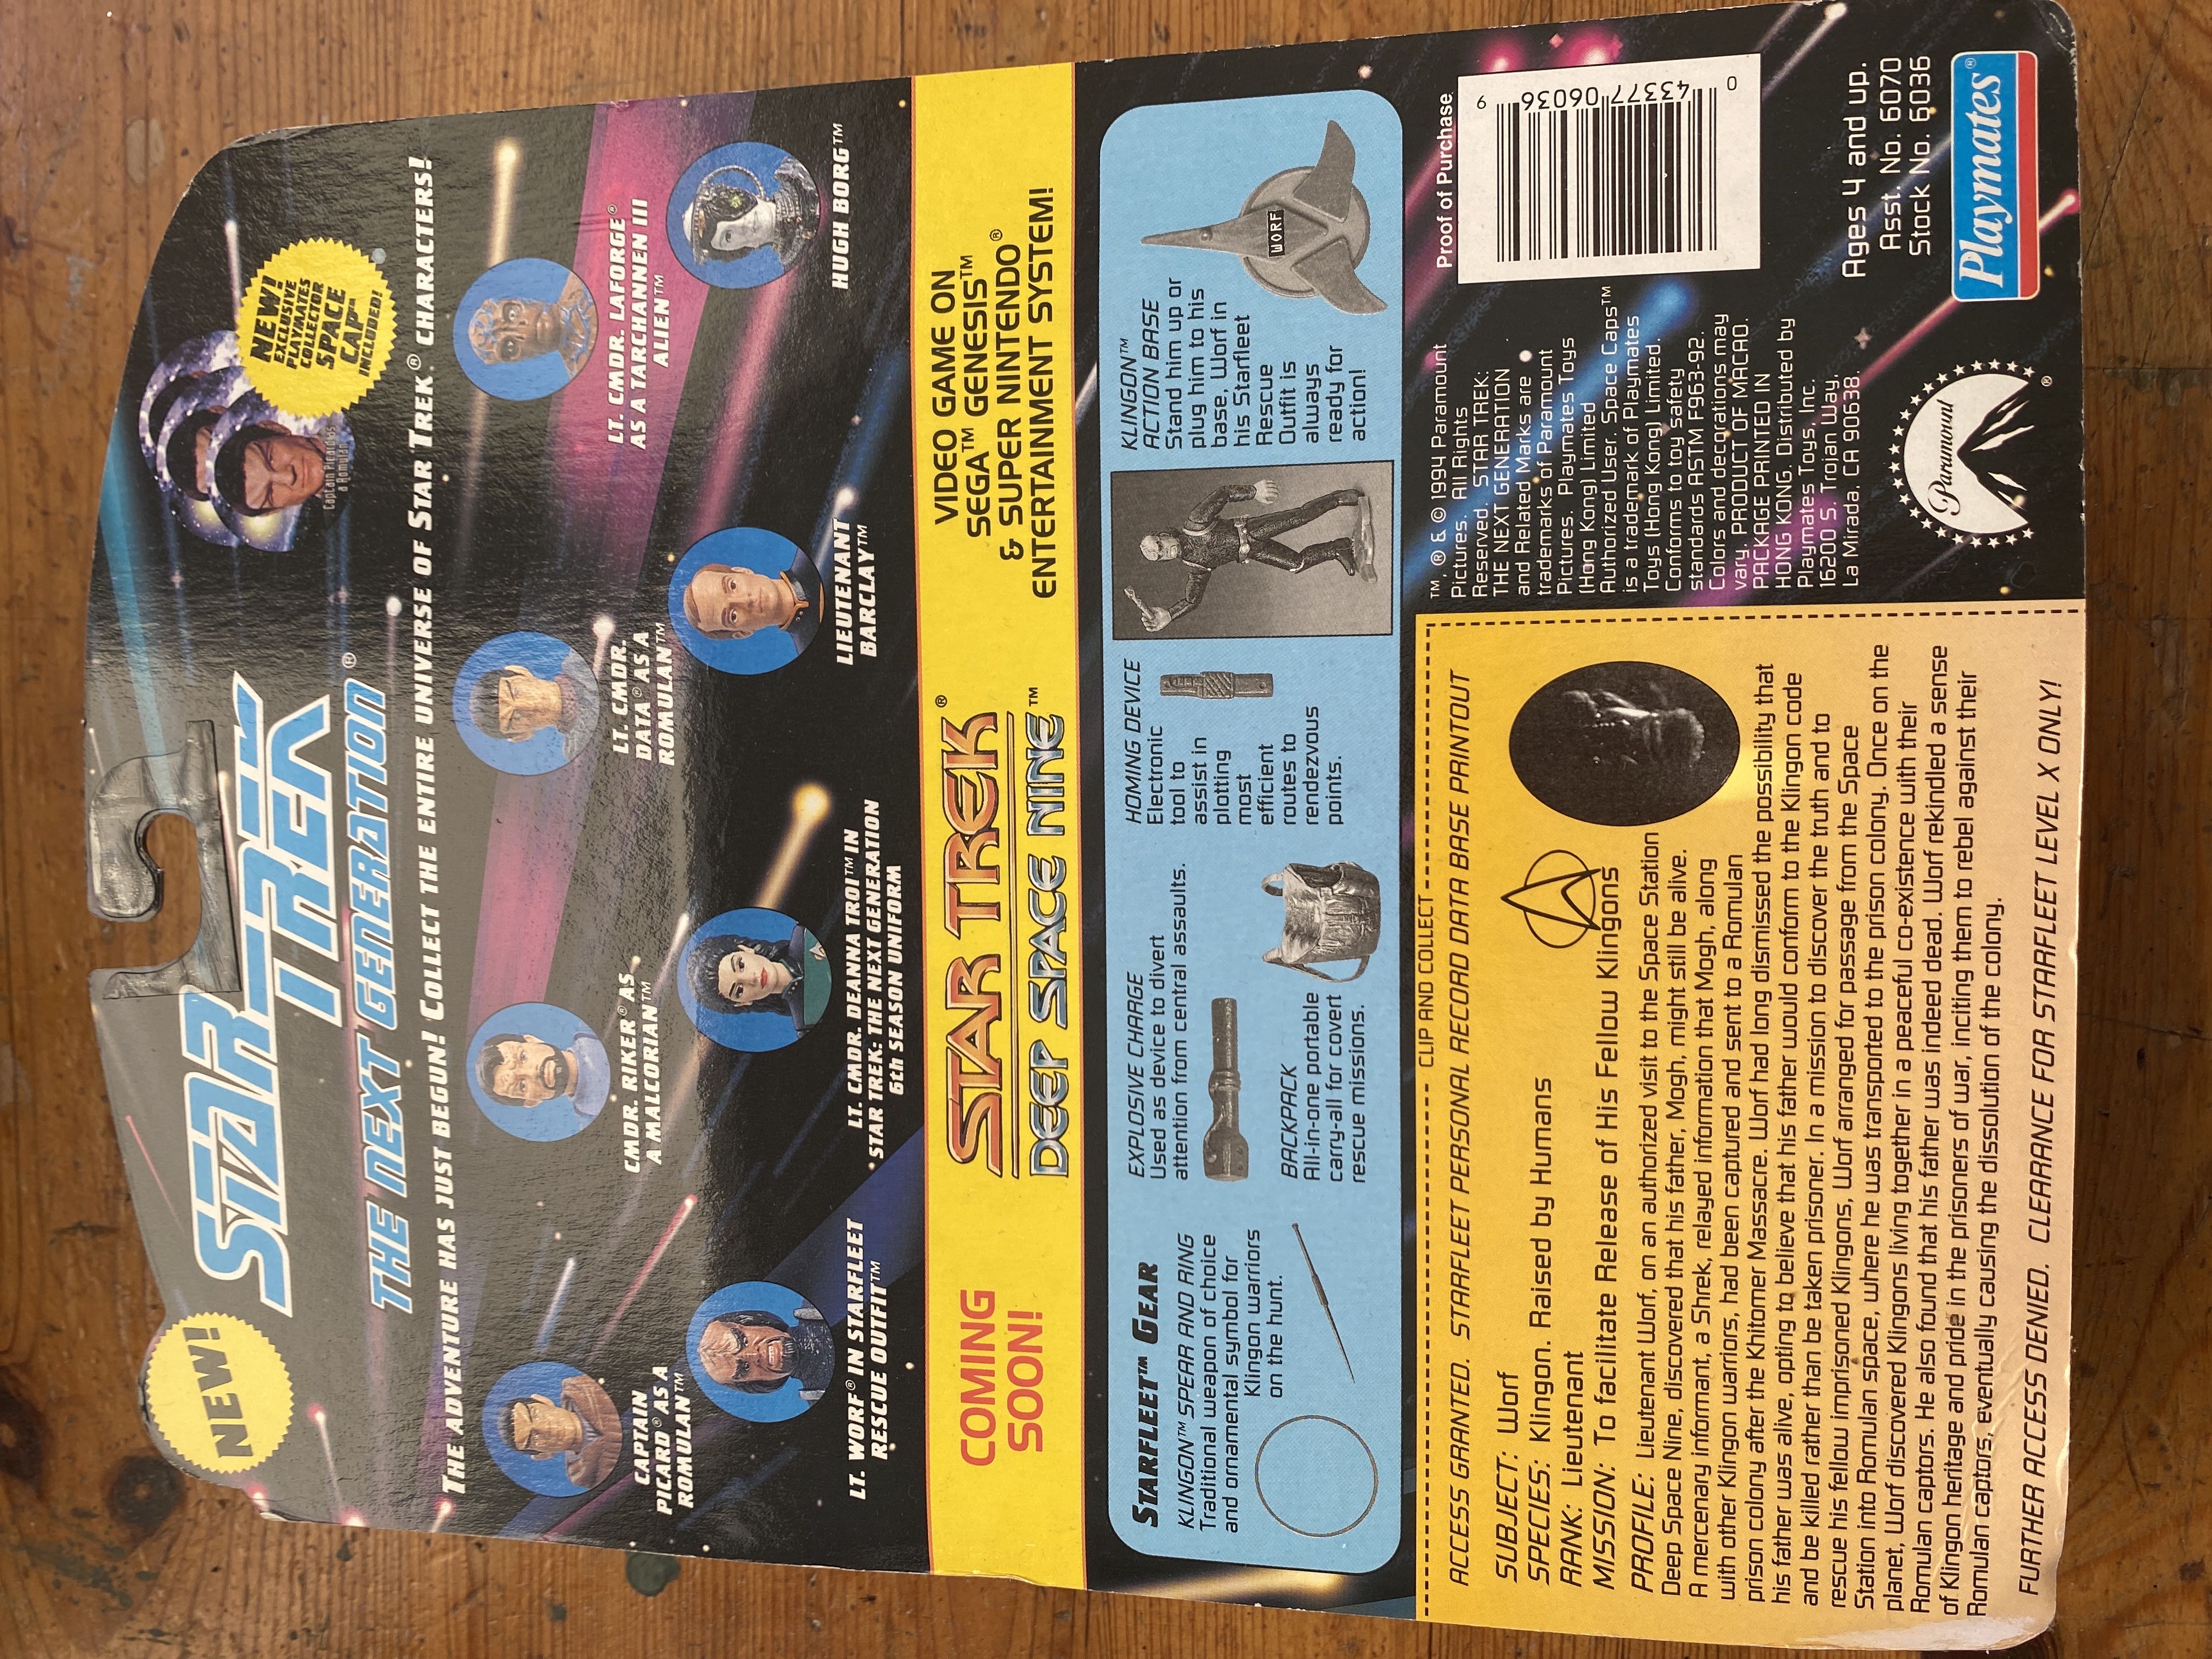 NEW!
STAR TREK
THE NEXT GENERATION®
Captain Picard as
a Romulan
NEW!
EXCLUSIVE
PLAYMATES
COLLECTOR
SPACE
CAP™
INCLUDED!
THE ADVENTURE HAS JUST BEGUN! COLLECT THE ENTIRE UNIVERSE OF STAR TREK® CHARACTERS!
CAPTAIN
PICARD® AS A
ROMULAN™
CMDR. RIKER® AS
A MALCORIAN™
LT. CMDR.
DATA® AS A
ROMULAN™
LT. CMDR. LAFORGE®
AS A TARCHANNEN III
ALIEN™
LT. WORF® IN STARFLEET
RESCUE OUTFIT™
LT. CMDR. DEANNA TROI™ IN
STAR TREK: THE NEXT GENERATION
6th SEASON UNIFORM
LIEUTENANT
BARCLAY™
HUGH BORG™
COMING
SOON!
STAR TREK®
DEEP SPACE NINE™
VIDEO GAME ON
SEGA™ GENESIS™
& SUPER NINTENDO®
ENTERTAINMENT SYSTEM!
STARFLEET™ GEAR
KLINGON™ SPEAR AND RING
Traditional weapon of choice
and ornamental symbol for
Klingon warriors
on the hunt.
EXPLOSIVE CHARGE
Used as device to divert
attention from central assaults.
BACKPACK
All-in-one portable
carry-all for covert
rescue missions.
HOMING DEVICE
Electronic
tool to
assist in
plotting
most
efficient
routes to
rendezvous
points.
KLINGON™
ACTION BASE
Stand him up or
plug him to his
base, Worf in
his Starfleet
Rescue
Outfit is
always
ready for
action!
WORF
CLIP AND COLLECT
ACCESS GRANTED. STARFLEET PERSONAL RECORD DATA BASE PRINTOUT
SUBJECT: Worf
SPECIES: Klingon. Raised by Humans
RANK: Lieutenant
MISSION: To facilitate Release of His Fellow Klingons
PROFILE: Lieutenant Worf, on an authorized visit to the Space Station
Deep Space Nine, discovered that his father, Mogh, might still be alive.
A mercenary informant, a Shrek, relayed information that Mogh, along
with other Klingon warriors, had been captured and sent to a Romulan
prison colony after the Khitomer Massacre. Worf had long dismissed the possibility that
his father was alive, opting to believe that his father would conform to the Klingon code
and be killed rather than be taken prisoner. In a mission to discover the truth and to
rescue his fellow imprisoned Klingons, Worf arranged for passage from the Space
Station into Romulan space, where he was transported to the prison colony. Once on the
planet, Worf discovered Klingons living together in a peaceful co-existence with their
Romulan captors. He also found that his father was indeed dead. Worf rekindled a sense
of Klingon heritage and pride in the prisoners of war, inciting them to rebel against their
Romulan captors, eventually causing the dissolution of the colony.
FURTHER ACCESS DENIED. CLEARANCE FOR STARFLEET LEVEL X ONLY!
™, ® & © 1994 Paramount
Pictures. All Rights
Reserved. STAR TREK:
THE NEXT GENERATION
and Related Marks are
trademarks of Paramount
Pictures. Playmates Toys
(Hong Kong) Limited
Authorized User. Space Caps™
is a trademark of Playmates
Toys (Hong Kong) Limited.
Conforms to toy safety
standards ASTM F963-92.
Colors and decorations may
vary. PRODUCT OF MACAO.
PACKAGE PRINTED IN
HONG KONG. Distributed by
Playmates Toys, Inc.
16200 S. Trojan Way,
La Mirada, CA 90638.
Paramount®
Proof of Purchase
0 43377 06036 9
Ages 4 and up.
Asst. No. 6070
Stock No. 6036
Playmates®